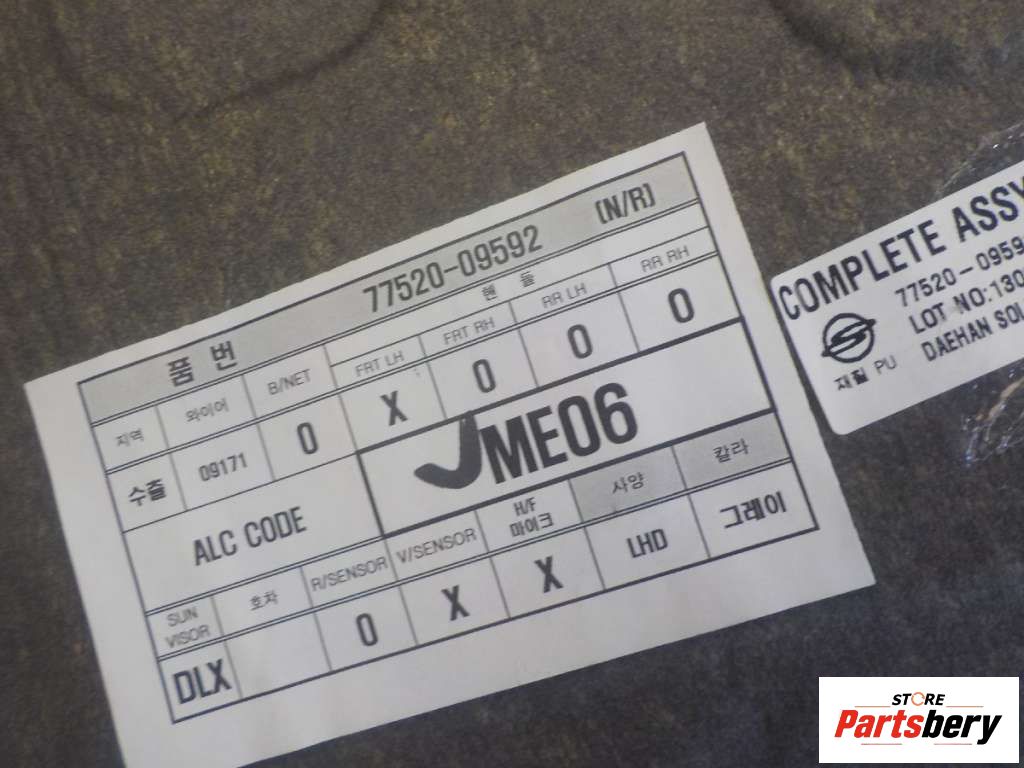 품 번 77520-09592 (N/R)
지역 와이어 B/NET 핸 들
FRT LH FRT RH RR LH RR RH
수출 09171 0 X 0 0 0
ALC CODE ME06
SUN VISOR 호차 R/SENSOR V/SENSOR H/F 마이크 사양 칼라
DLX 0 X X LHD 그레이
COMPLETE ASSY
77520-0959
LOT NO:130
DAEHAN SOL
재질 PU
STORE
Partsbery